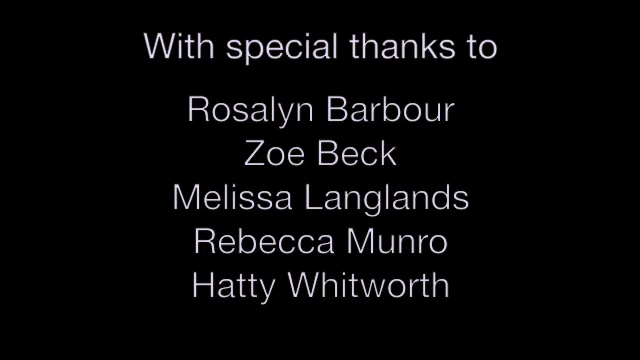 With special thanks to
Rosalyn Barbour
Zoe Beck
Melissa Langlands
Rebecca Munro
Hatty Whitworth